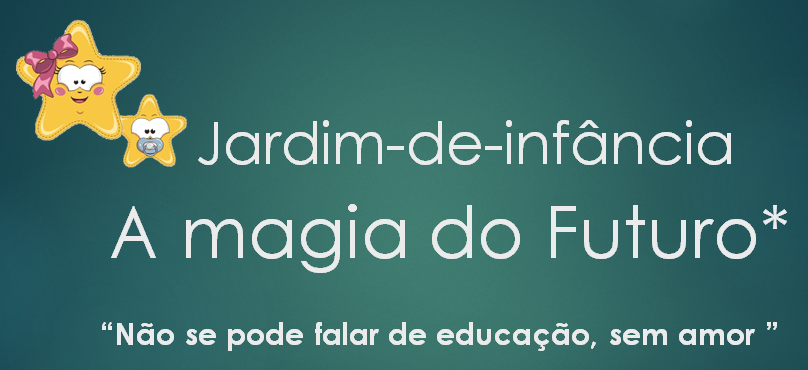 Jardim-de-infância
A magia do Futuro*
“Não se pode falar de educação, sem amor ”